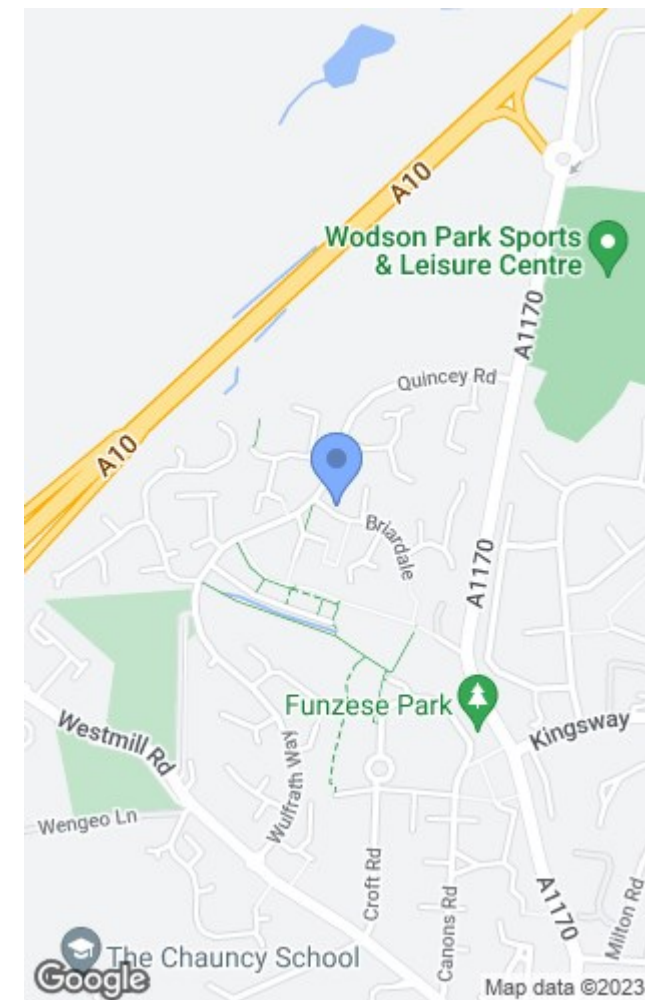 A10
Wodson Park Sports
& Leisure Centre
A1170
Quincey Rd
A10
Briardale
A1170
Funzese Park
Kingsway
Westmill Rd
Wulfrath Way
Wengeo Ln
Croft Rd
Canons Rd
A1170
Milton Rd
The Chauncy School
Google
Map data ©2023